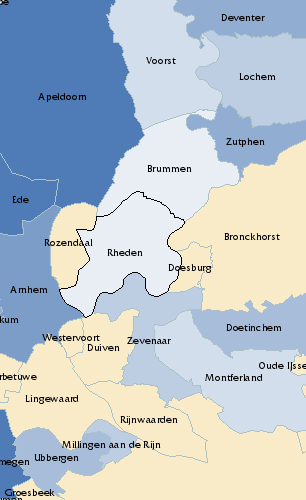 Deventer
Voorst
Lochem
Apeldoorn
Zutphen
Brummen
Ede
Rozendaal
Bronckhorst
Rheden
Doesburg
Arnhem
kum
Doetinchem
Westervoort
Zevenaar
Duiven
Oude IJsse
Montferland
rbetuwe
Lingewaard
Rijnwaarden
Millingen aan de Rijn
Ubbergen
megen
Groesbeek